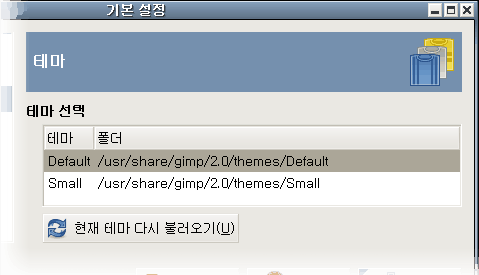 기본 설정
테마
테마 선택
테마 폴더
Default /usr/share/gimp/2.0/themes/Default
Small /usr/share/gimp/2.0/themes/Small
현재 테마 다시 불러오기(U)